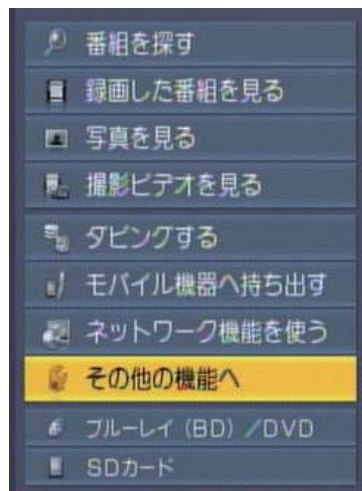 番組を探す
録画した番組を見る
写真を見る
撮影ビデオを見る
ダビングする
モバイル機器へ持ち出す
ネットワーク機能を使う
その他の機能へ
ブルーレイ（BD）／DVD
SDカード